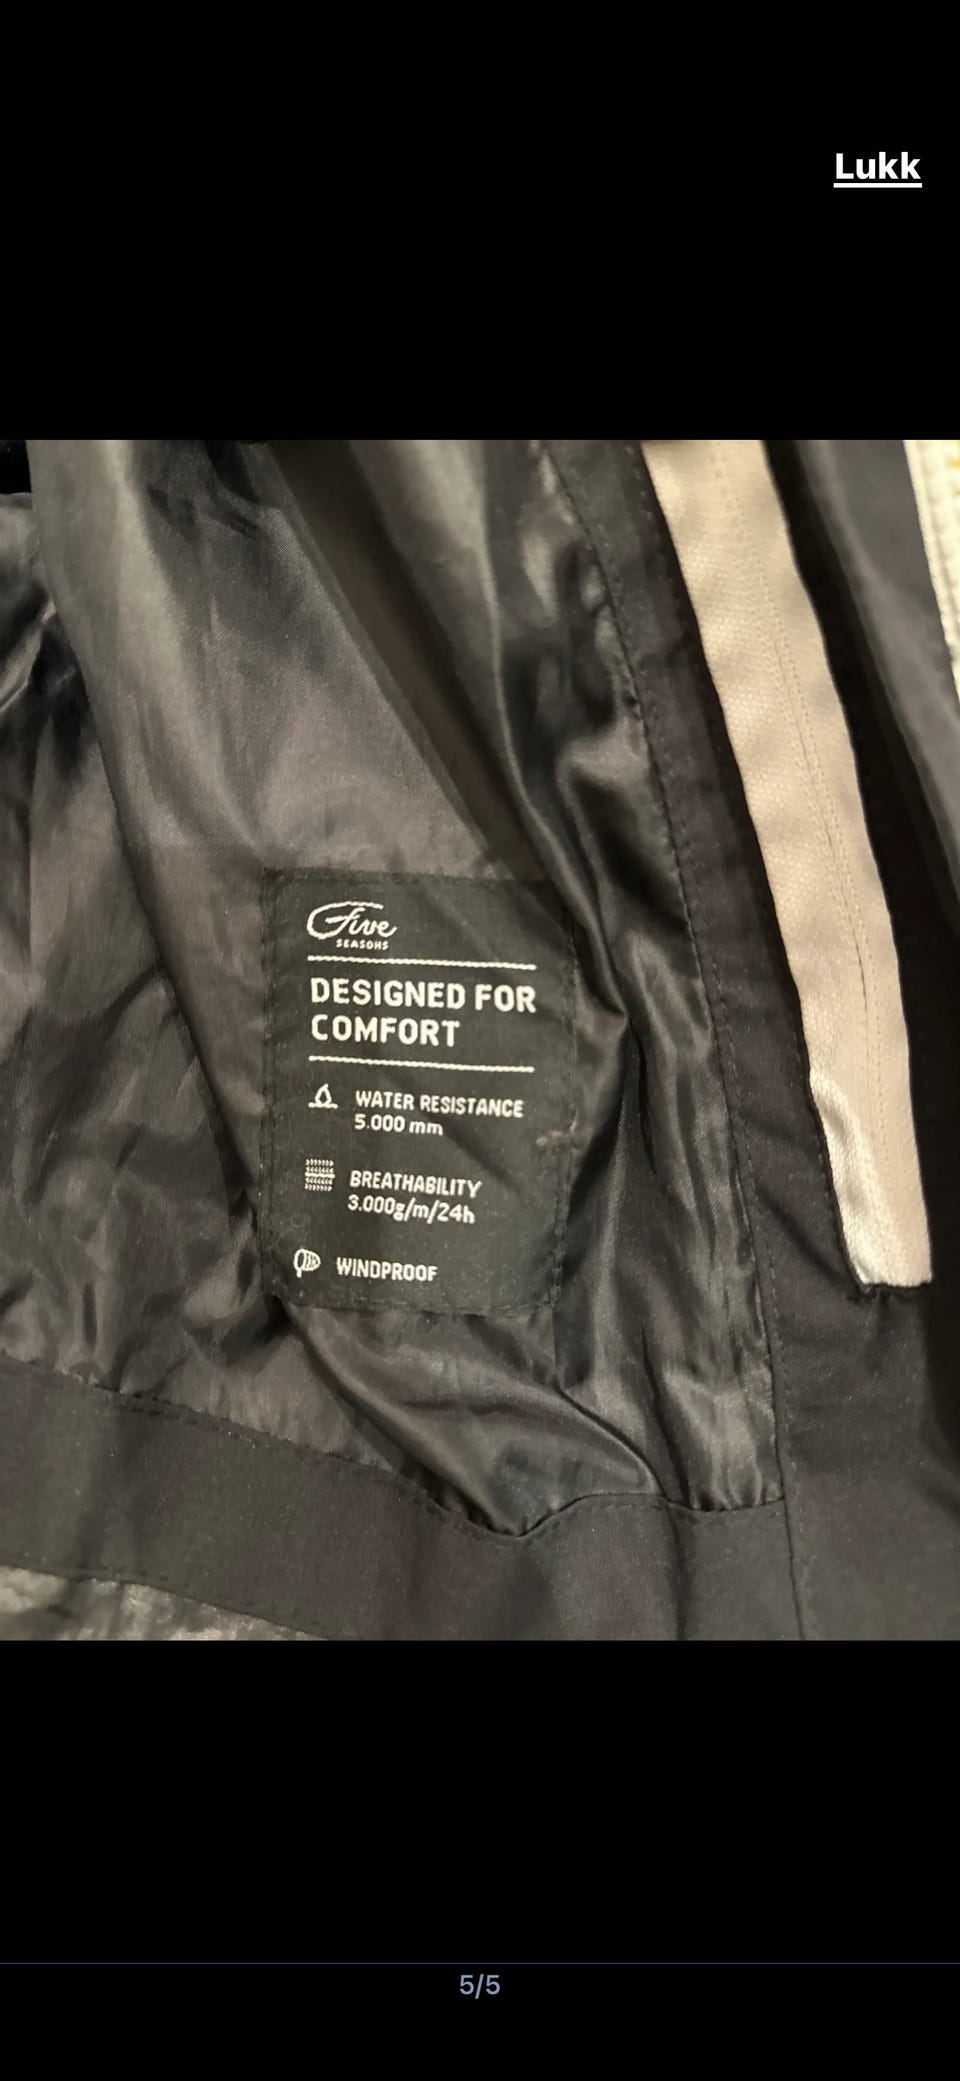 Lukk
Five
SEASONS
DESIGNED FOR
COMFORT
WATER RESISTANCE
5.000 mm
BREATHABILITY
3.000g/m/24h
WINDPROOF
5/5